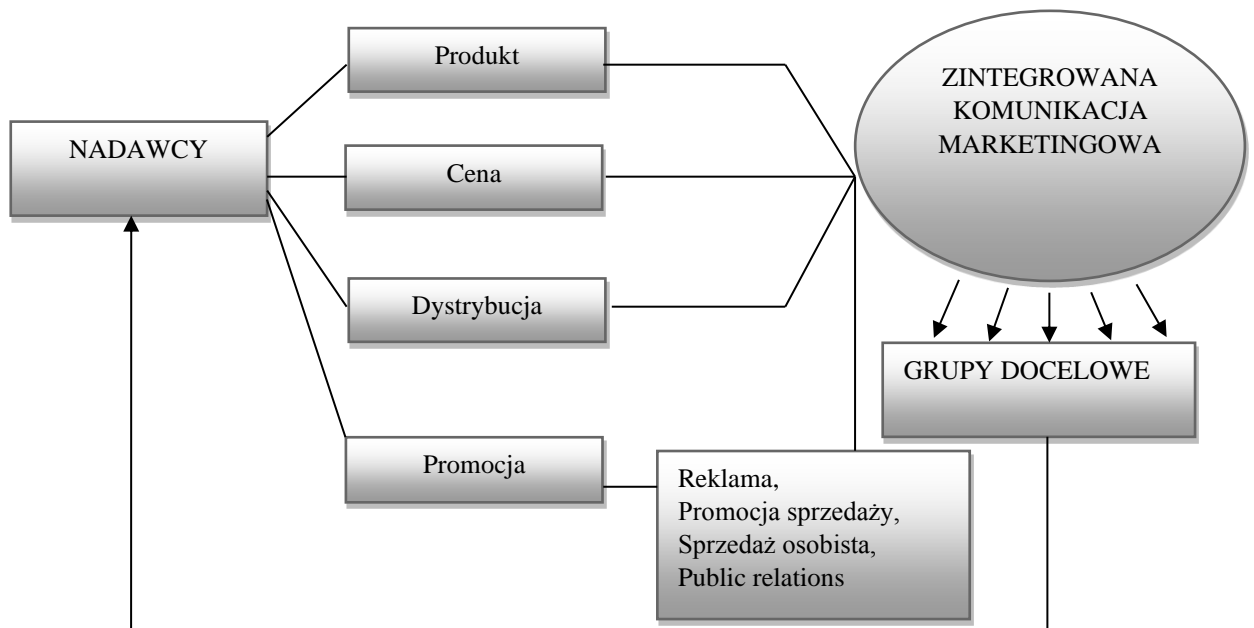 Produkt
ZINTEGROWANA
KOMUNIKACJA
MARKETINGOWA
NADAWCY
Cena
Dystrybucja
GRUPY DOCELOWE
Promocja
Reklama,
Promocja sprzedaży,
Sprzedaż osobista,
Public relations